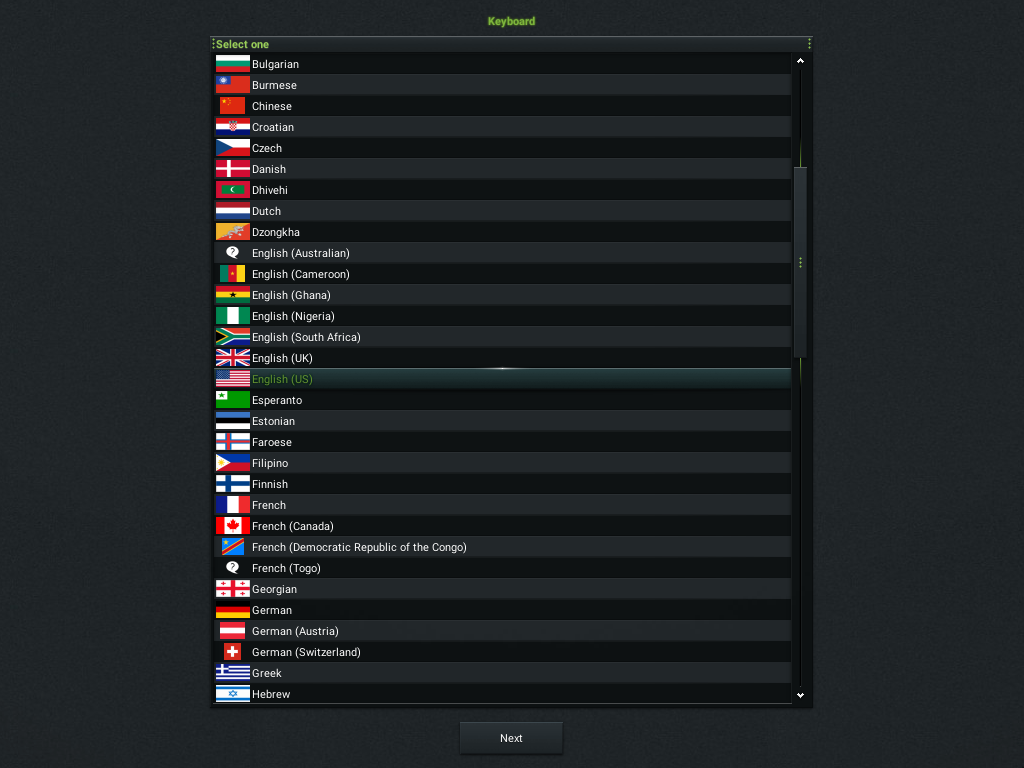 Keyboard
Select one
Bulgarian
Burmese
Chinese
Croatian
Czech
Danish
Dhivehi
Dutch
Dzongkha
English (Australian)
English (Cameroon)
English (Ghana)
English (Nigeria)
English (South Africa)
English (UK)
English (US)
Esperanto
Estonian
Faroese
Filipino
Finnish
French
French (Canada)
French (Democratic Republic of the Congo)
French (Togo)
Georgian
German
German (Austria)
German (Switzerland)
Greek
Hebrew
Next